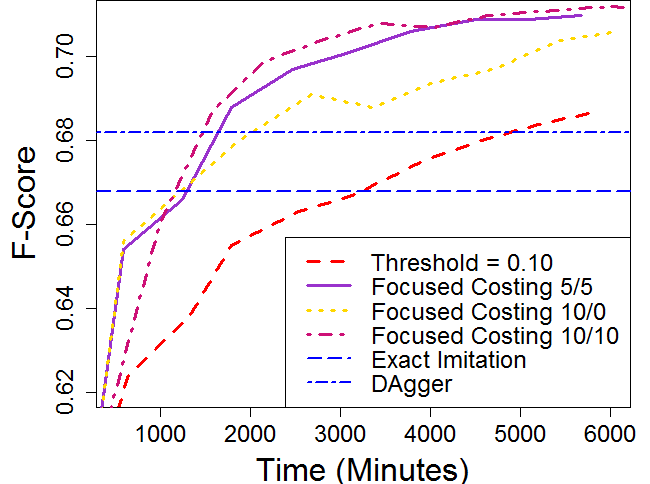 F-Score
0.70
0.68
0.66
0.64
0.62
Threshold = 0.10
Focused Costing 5/5
Focused Costing 10/0
Focused Costing 10/10
Exact Imitation
DAgger
1000 2000 3000 4000 5000 6000
Time (Minutes)